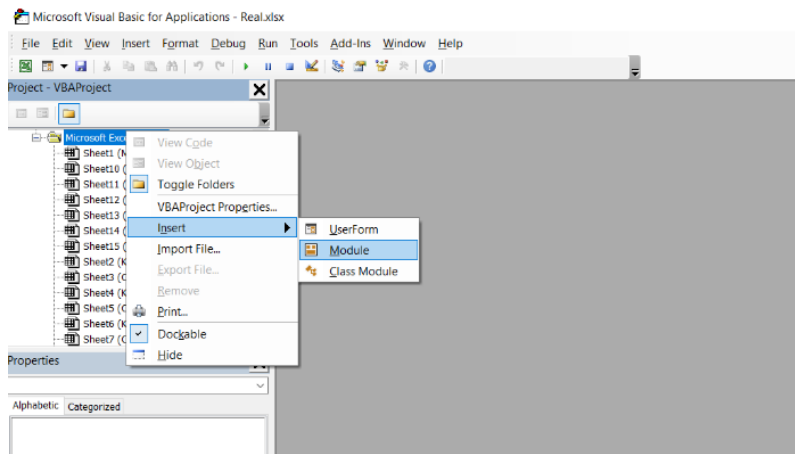 Microsoft Visual Basic for Applications - Real.xlsx
File Edit View Insert Format Debug Run Tools Add-Ins Window Help
Project - VBAProject
Microsoft Exc
Sheet1 (N
Sheet10 (
Sheet11 (
Sheet12 (
Sheet13 (
Sheet14 (
Sheet15 (
Sheet2 (K
Sheet3 (C
Sheet4 (K
Sheet5 (C
Sheet6 (K
Sheet7 (C
View Code
View Object
Toggle Folders
VBAProject Properties...
Insert
Import File...
Export File...
Remove
Print...
Dockable
Hide
UserForm
Module
Class Module
Properties
Alphabetic Categorized